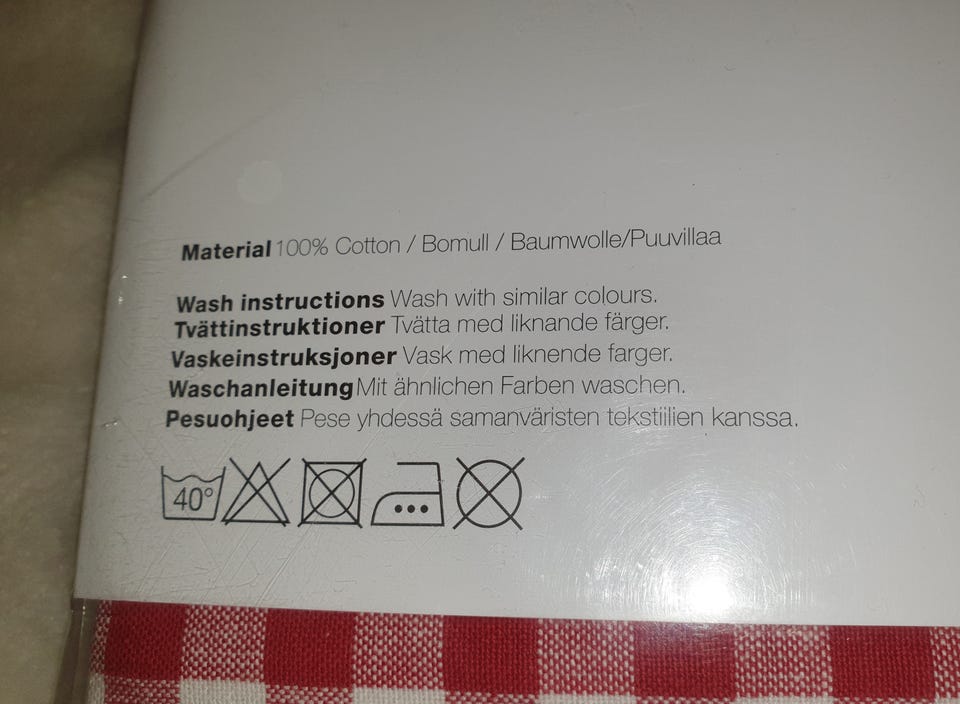 Material 100% Cotton / Bomull / Baumwolle/Puuvillaa
Wash instructions Wash with similar colours.
Tvättinstruktioner Tvätta med liknande färger.
Vaskeinstruksjoner Vask med liknende farger.
Waschanleitung Mit ähnlichen Farben waschen.
Pesuohjeet Pese yhdessä samanväristen tekstiilien kanssa.
40°